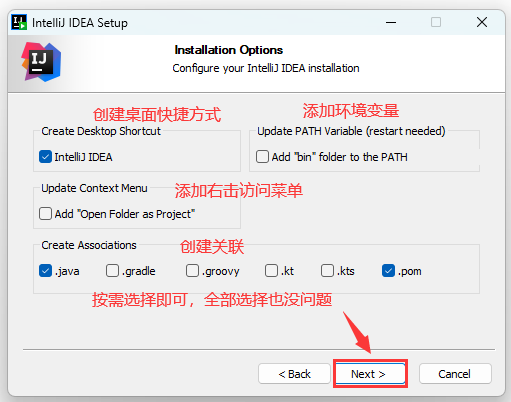 IntelliJ IDEA Setup
IJ
Installation Options
Configure your IntelliJ IDEA installation
创建桌面快捷方式
添加环境变量
Create Desktop Shortcut
Update PATH Variable (restart needed)
IntelliJ IDEA
Add "bin" folder to the PATH
Update Context Menu
添加右击访问菜单
Add "Open Folder as Project"
Create Associations
创建关联
.java .gradle .groovy .kt .kts .pom
按需选择即可，全部选择也没问题
< Back Next > Cancel